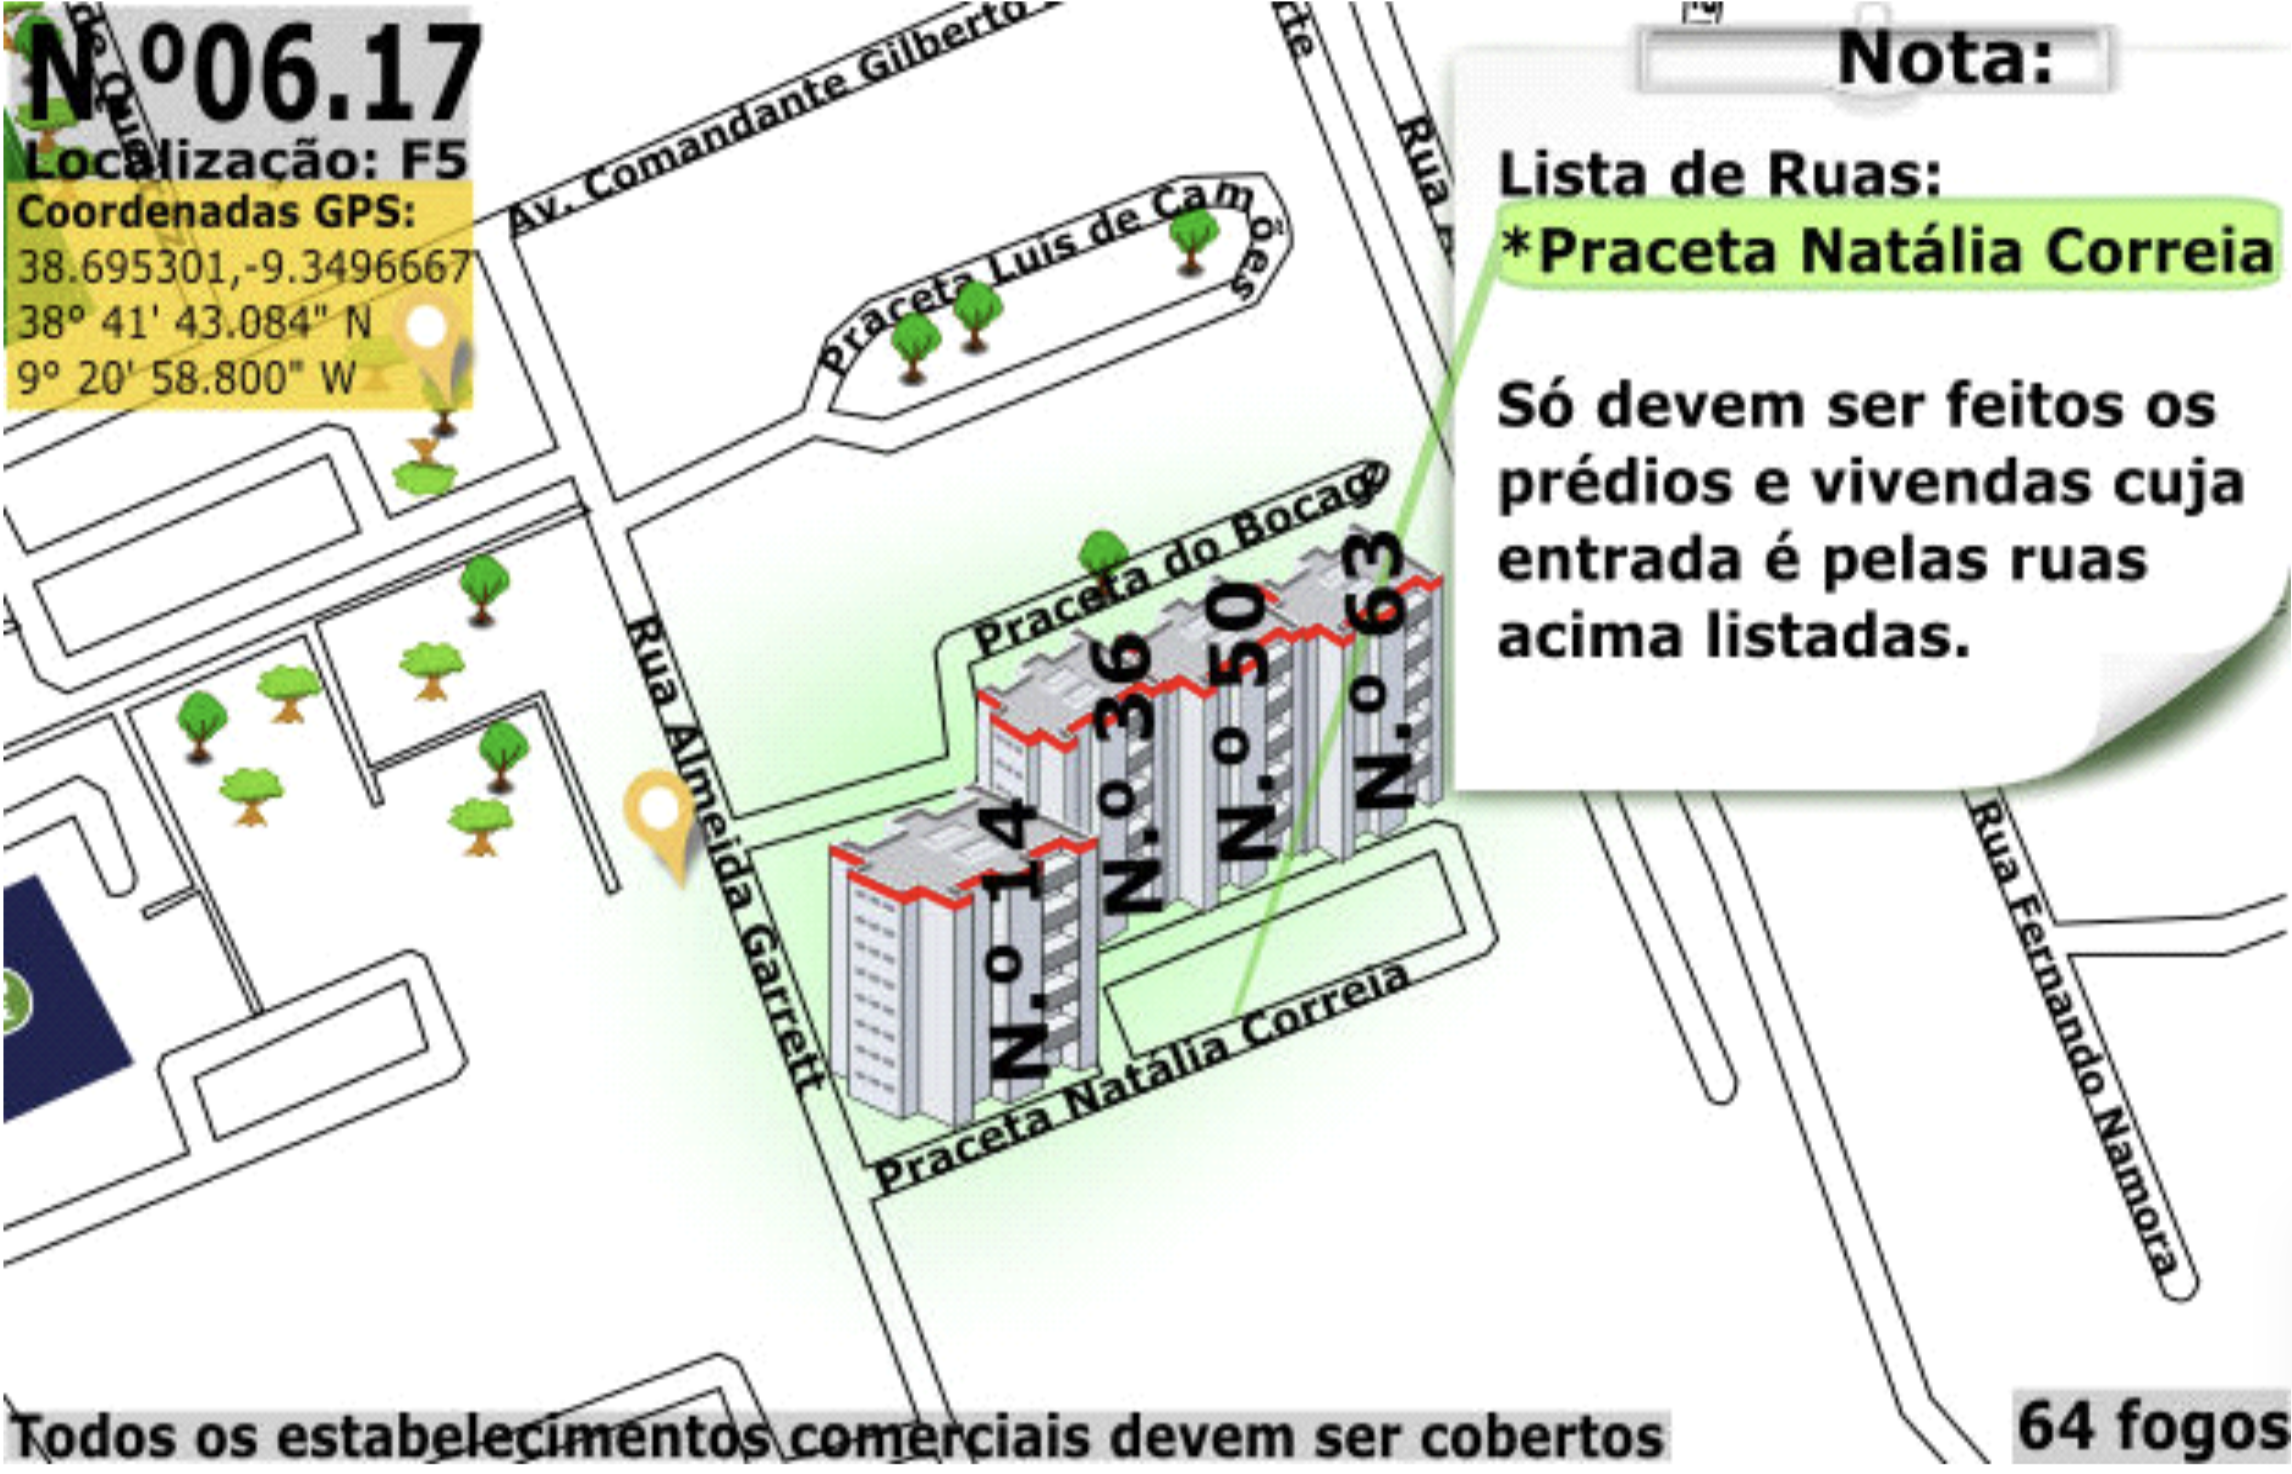 N.º06.17
Localização: F5
Coordenadas GPS:
38.695301,-9.3496667
38º 41' 43.084" N
9º 20' 58.800" W
Av. Comandante Gilberto
Praceta Luis de Camões
Rua
Praceta do Bocage
Rua Almeida Garrett
N.º 14
N.º 36
N.º 50
N.º 63
Praceta Natália Correia
Rua Fernando Namora
Nota:
Lista de Ruas:
*Praceta Natália Correia
Só devem ser feitos os
prédios e vivendas cuja
entrada é pelas ruas
acima listadas.
Todos os estabelecimentos comerciais devem ser cobertos
64 fogos